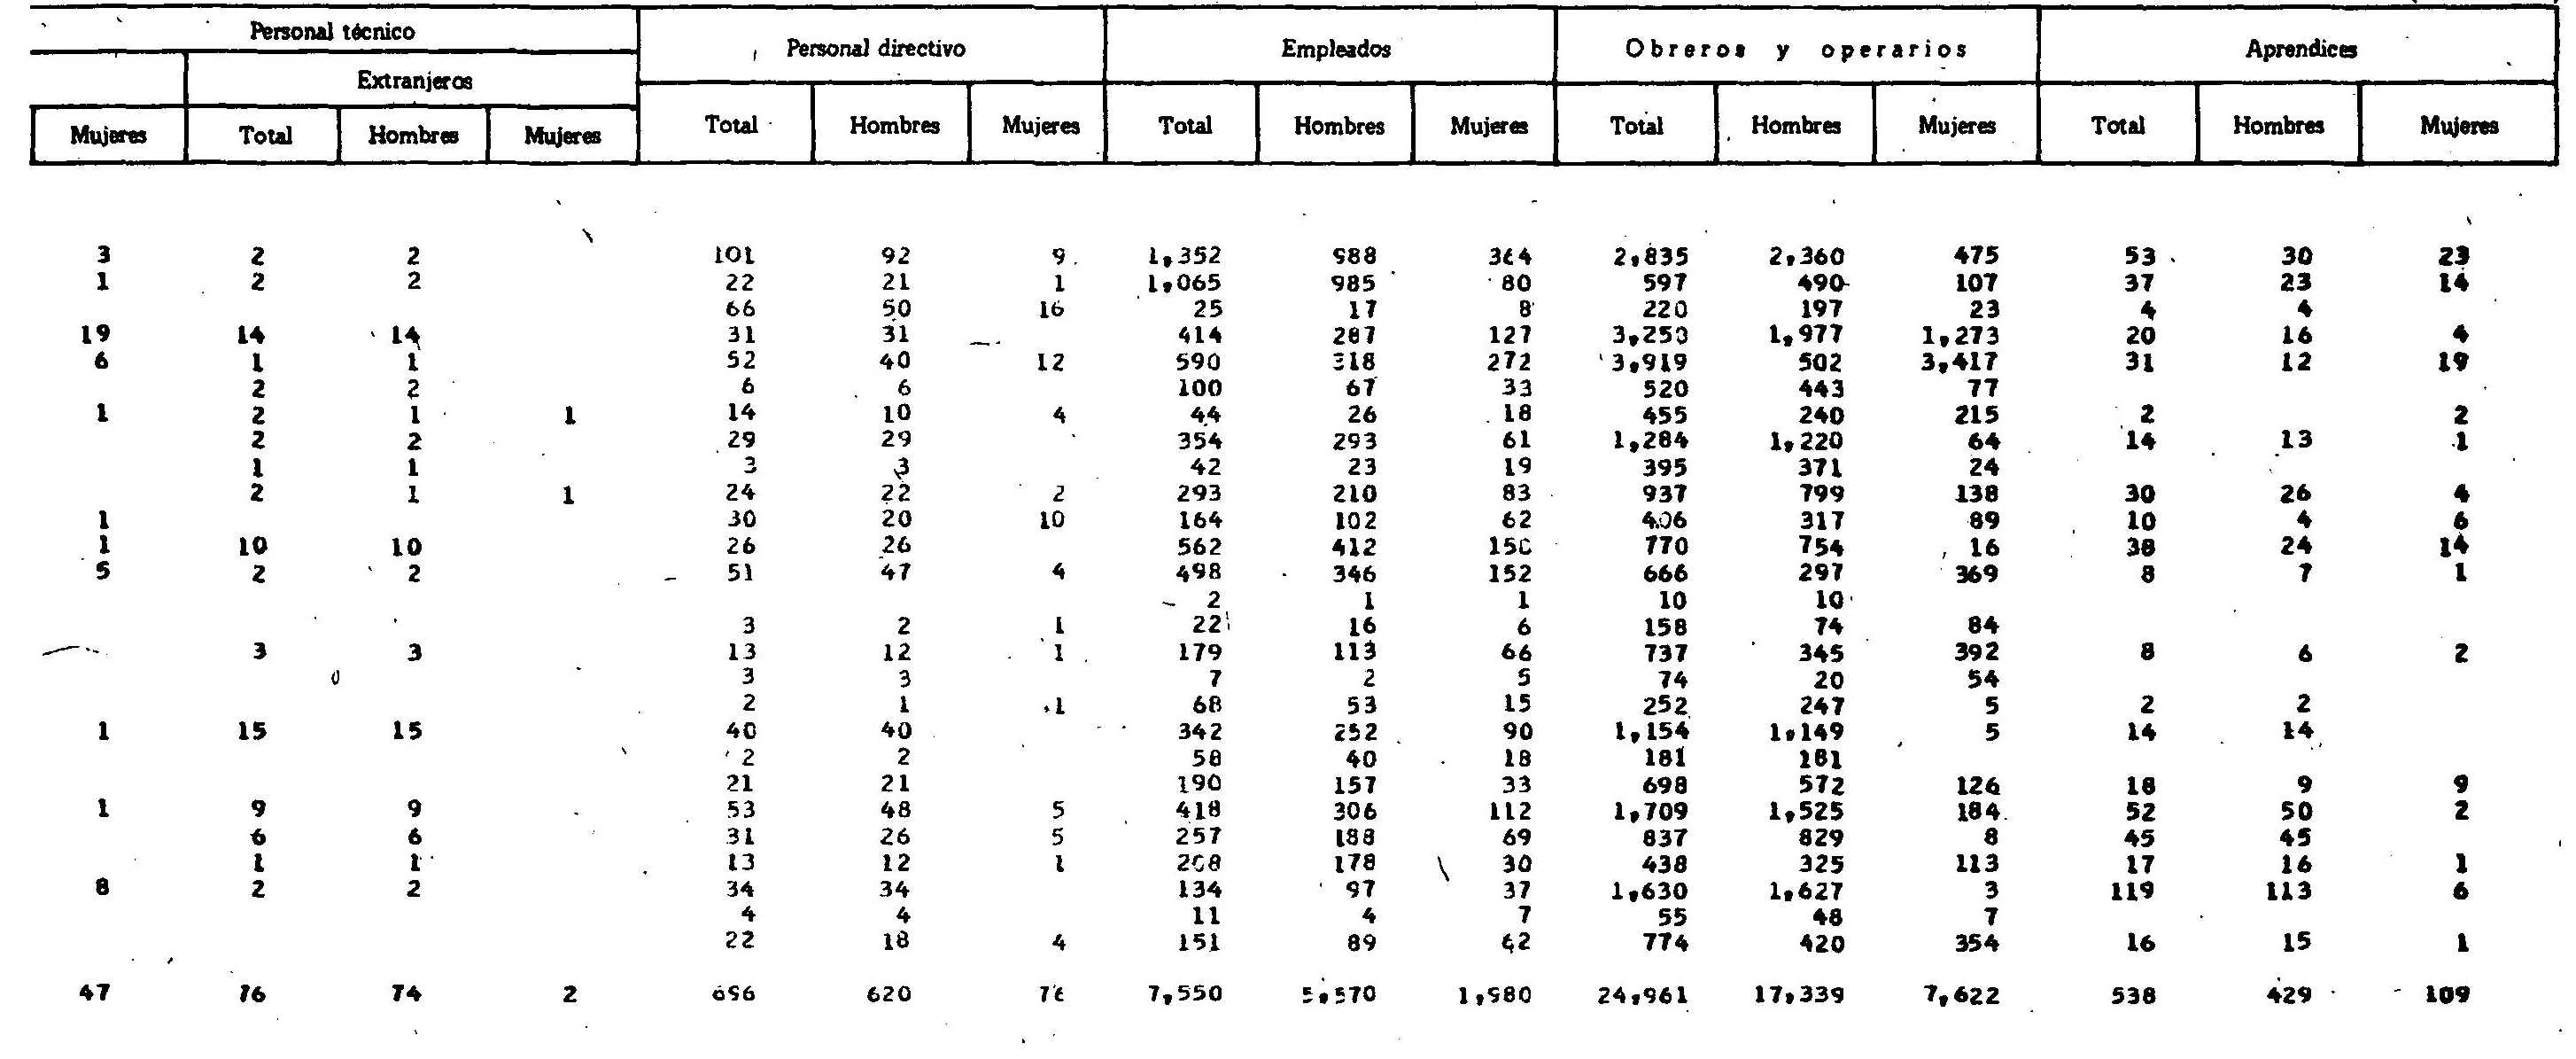 Personal técnico Personal directivo Empleados Obreros y operarios Aprendices
Extranjeros
Mujeres Total Hombres Mujeres Total Hombres Mujeres Total Hombres Mujeres Total Hombres Mujeres Total Hombres Mujeres
3 2 2 101 92 9 1,352 988 364 2,835 2,360 475 53 30 23
1 2 2 22 21 1 1,065 985 80 597 490 107 37 23 14
66 50 16 25 17 8 220 197 23 4 4
19 14 14 31 31 414 287 127 3,250 1,977 1,273 20 16 4
6 1 1 52 40 12 590 318 272 3,919 502 3,417 31 12 19
2 2 6 6 100 67 33 520 443 77
1 2 1 1 14 10 4 44 26 18 455 240 215 2 2
2 2 29 29 354 293 61 1,284 1,220 64 14 13 1
1 1 3 3 42 23 19 395 371 24
2 1 1 24 22 2 293 210 83 937 799 138 30 26 4
1 30 20 10 164 102 62 406 317 89 10 4 6
1 10 10 26 26 562 412 150 770 754 16 38 24 14
5 2 2 51 47 4 498 346 152 666 297 369 8 7 1
2 1 1 10 10
3 2 1 22 16 6 158 74 84
3 3 13 12 1 179 113 66 737 345 392 8 6 2
3 3 7 2 5 74 20 54
2 1 1 68 53 15 252 247 5 2 2
1 15 15 40 40 342 252 90 1,154 1,149 5 14 14
2 2 58 40 18 181 181
21 21 190 157 33 698 572 126 18 9 9
1 9 9 53 48 5 418 306 112 1,709 1,525 184 52 50 2
6 6 31 26 5 257 188 69 837 829 8 45 45
1 1 13 12 1 208 178 30 438 325 113 17 16 1
8 2 2 34 34 134 97 37 1,630 1,627 3 119 113 6
4 4 11 4 7 55 48 7
22 18 4 151 89 62 774 420 354 16 15 1
47 76 74 2 696 620 76 7,550 5,570 1,980 24,961 17,339 7,622 538 429 109